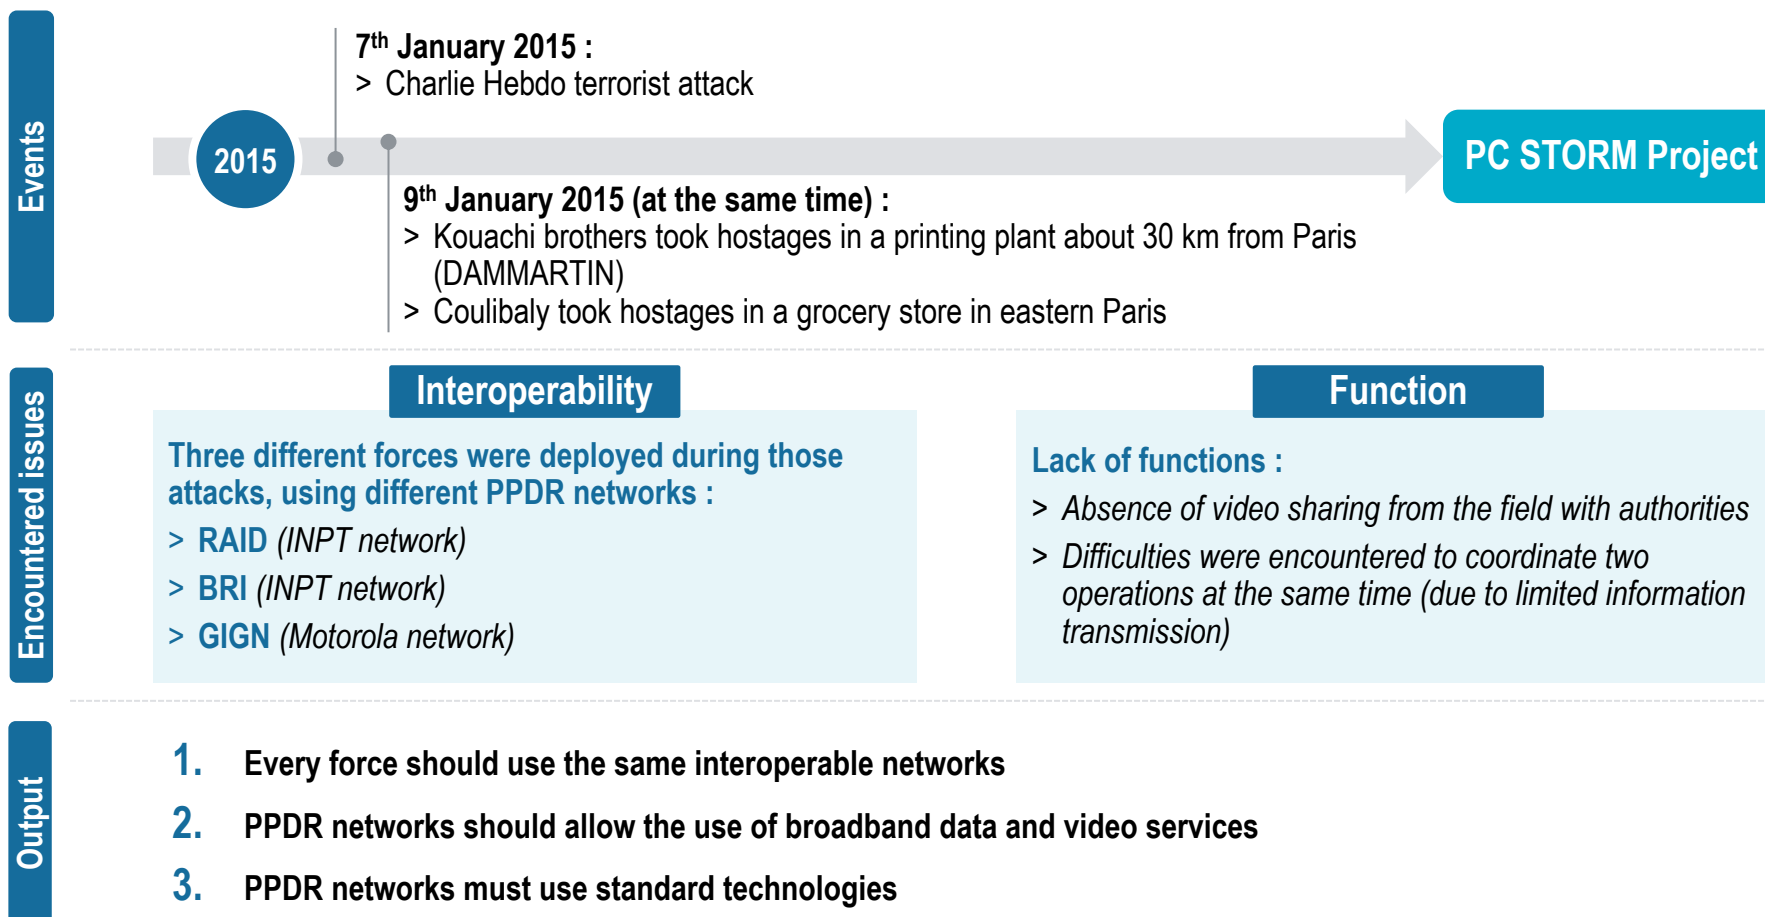 Events
7th January 2015 :
> Charlie Hebdo terrorist attack
2015
PC STORM Project
9th January 2015 (at the same time) :
> Kouachi brothers took hostages in a printing plant about 30 km from Paris
(DAMMARTIN)
> Coulibaly took hostages in a grocery store in eastern Paris
Encountered issues
Interoperability
Three different forces were deployed during those
attacks, using different PPDR networks :
> RAID (INPT network)
> BRI (INPT network)
> GIGN (Motorola network)
Function
Lack of functions :
> Absence of video sharing from the field with authorities
> Difficulties were encountered to coordinate two
operations at the same time (due to limited information
transmission)
Output
1. Every force should use the same interoperable networks
2. PPDR networks should allow the use of broadband data and video services
3. PPDR networks must use standard technologies